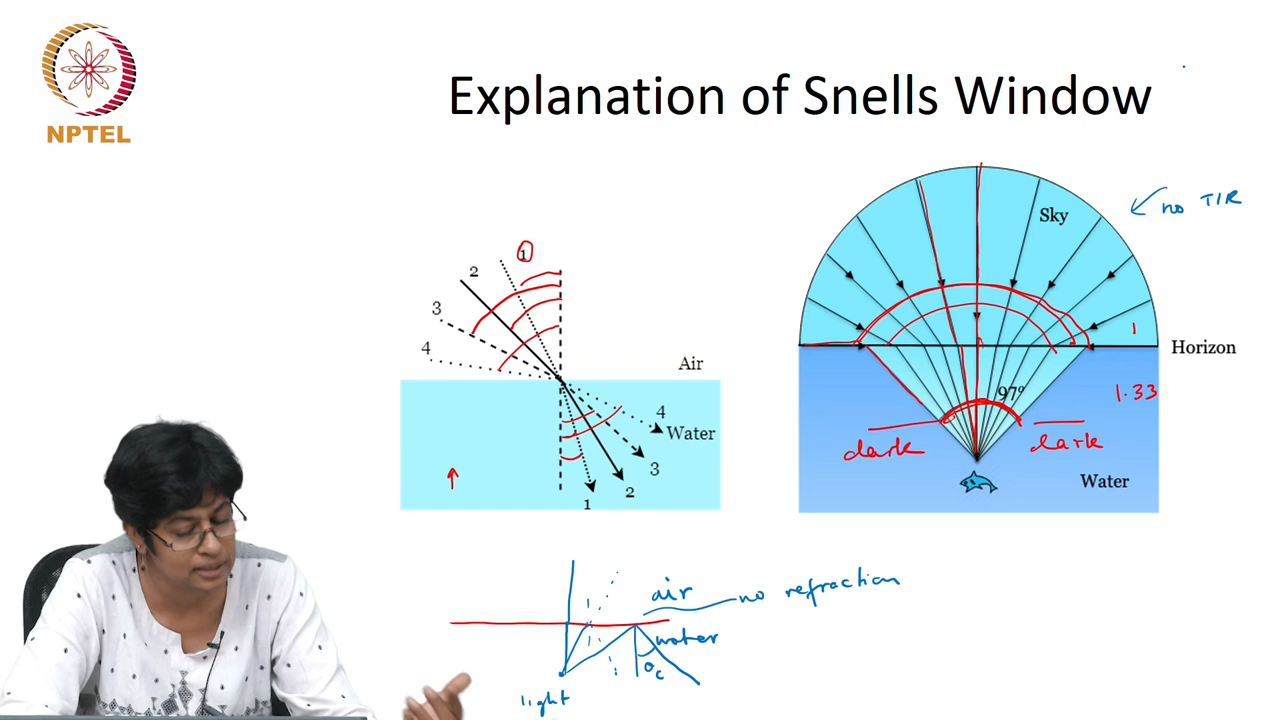 NPTEL
Explanation of Snells Window
Sky
no TIR
1
2
3
4
Air
1
Horizon
97°
1.33
4
Water
3
2
1
dark
dark
Water
air
no refraction
water
θc
light